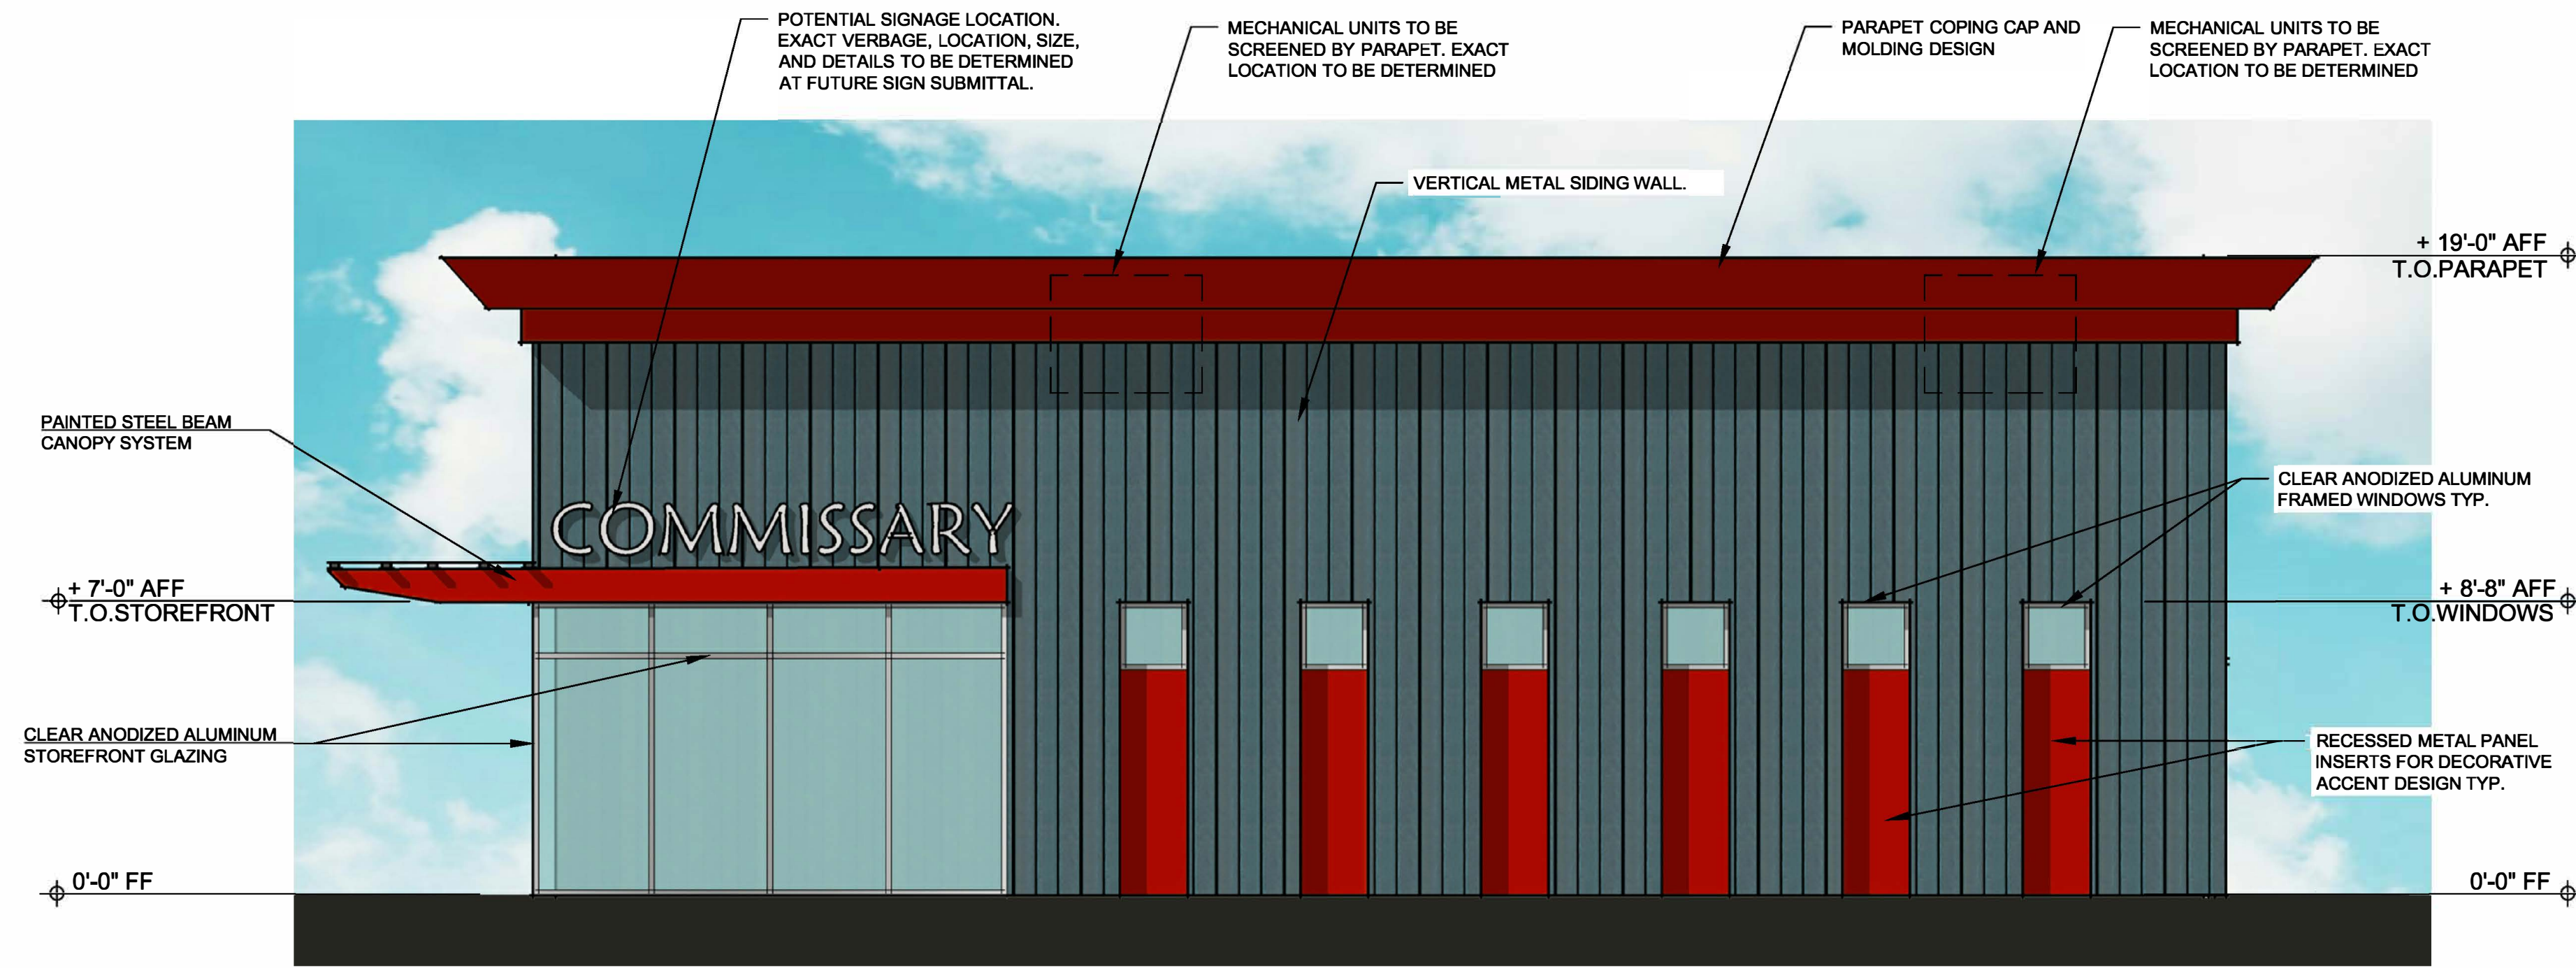 POTENTIAL SIGNAGE LOCATION.
EXACT VERBAGE, LOCATION, SIZE,
AND DETAILS TO BE DETERMINED
AT FUTURE SIGN SUBMITTAL.
MECHANICAL UNITS TO BE
SCREENED BY PARAPET. EXACT
LOCATION TO BE DETERMINED
PARAPET COPING CAP AND
MOLDING DESIGN
MECHANICAL UNITS TO BE
SCREENED BY PARAPET. EXACT
LOCATION TO BE DETERMINED
VERTICAL METAL SIDING WALL.
+ 19'-0" AFF
T.O.PARAPET
PAINTED STEEL BEAM
CANOPY SYSTEM
CLEAR ANODIZED ALUMINUM
FRAMED WINDOWS TYP.
COMMISSARY
+ 7'-0" AFF
T.O.STOREFRONT
+ 8'-8" AFF
T.O.WINDOWS
CLEAR ANODIZED ALUMINUM
STOREFRONT GLAZING
RECESSED METAL PANEL
INSERTS FOR DECORATIVE
ACCENT DESIGN TYP.
0'-0" FF
0'-0" FF